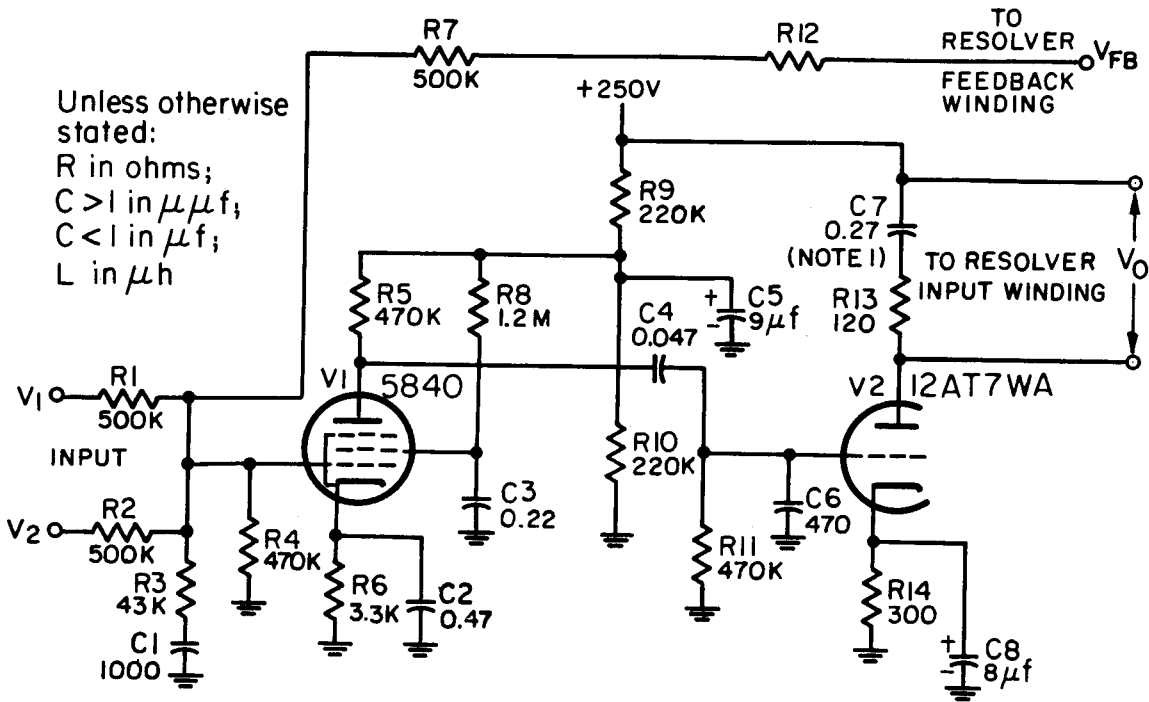 R7
500K
R12
TO
RESOLVER
FEEDBACK
WINDING
VFB
Unless otherwise
stated:
R in ohms;
C >1 in μμf;
C <1 in μf;
L in μh
+250V
R9
220K
C7
0.27
(NOTE 1)
TO RESOLVER
INPUT WINDING
VO
R5
470K
R8
1.2 M
C4
0.047
+
-
C5
9μf
R13
120
V1
5840
V2
12AT7WA
V1
R1
500K
INPUT
V2
R2
500K
R3
43K
C1
1000
R4
470K
R6
3.3K
C2
0.47
C3
0.22
R10
220K
R11
470K
C6
470
R14
300
+
-
C8
8μf